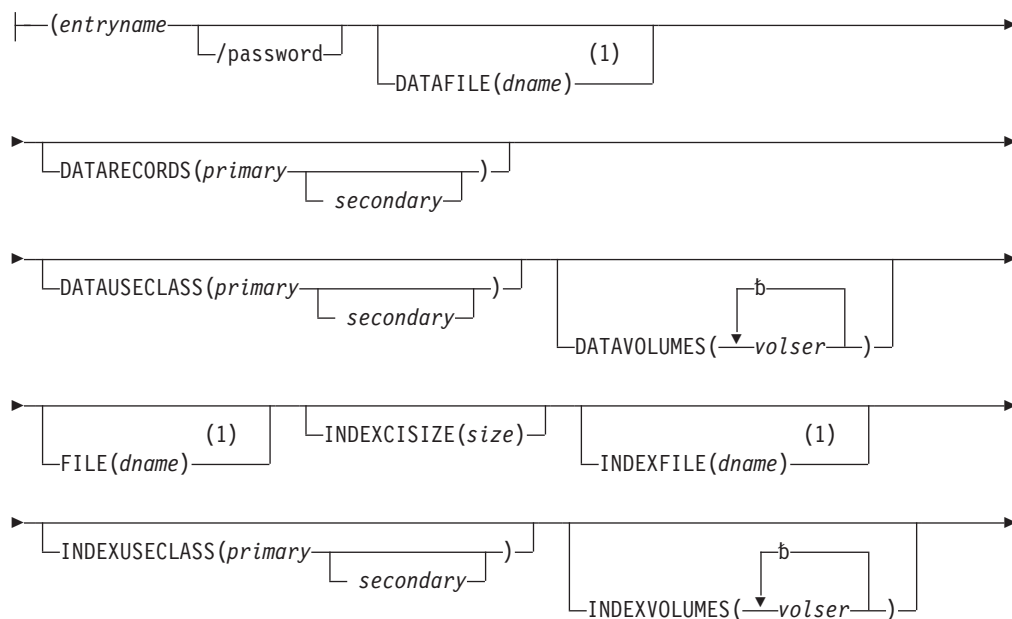 (entryname /password DATAFILE(dname) (1)
DATARECORDS(primary secondary )
DATAUSECLASS(primary secondary ) DATAVOLUMES( ƀ volser )
FILE(dname) (1) INDEXCISIZE(size) INDEXFILE(dname) (1)
INDEXUSECLASS(primary secondary ) INDEXVOLUMES( ƀ volser )